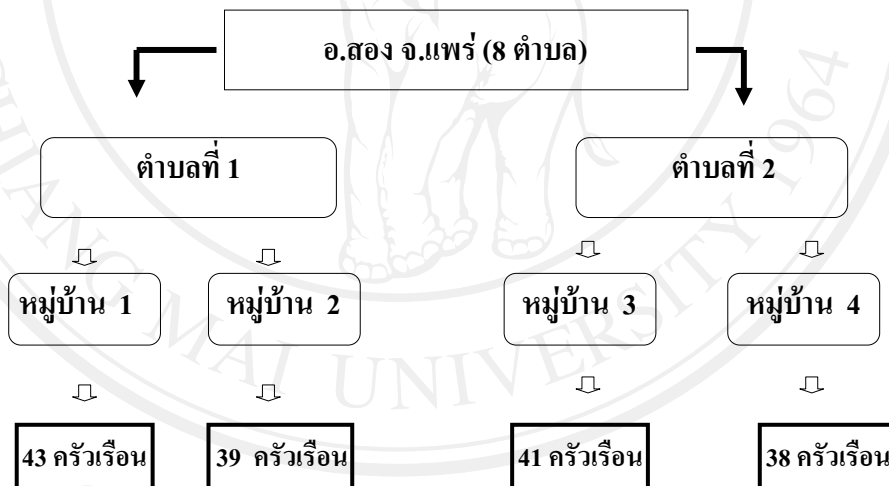 อ.สอง จ.แพร่ (8 ตำบล)
ตำบลที่ 1
ตำบลที่ 2
หมู่บ้าน 1
หมู่บ้าน 2
หมู่บ้าน 3
หมู่บ้าน 4
43 ครัวเรือน
39 ครัวเรือน
41 ครัวเรือน
38 ครัวเรือน
CHIANG MAI UNIVERSITY 1964